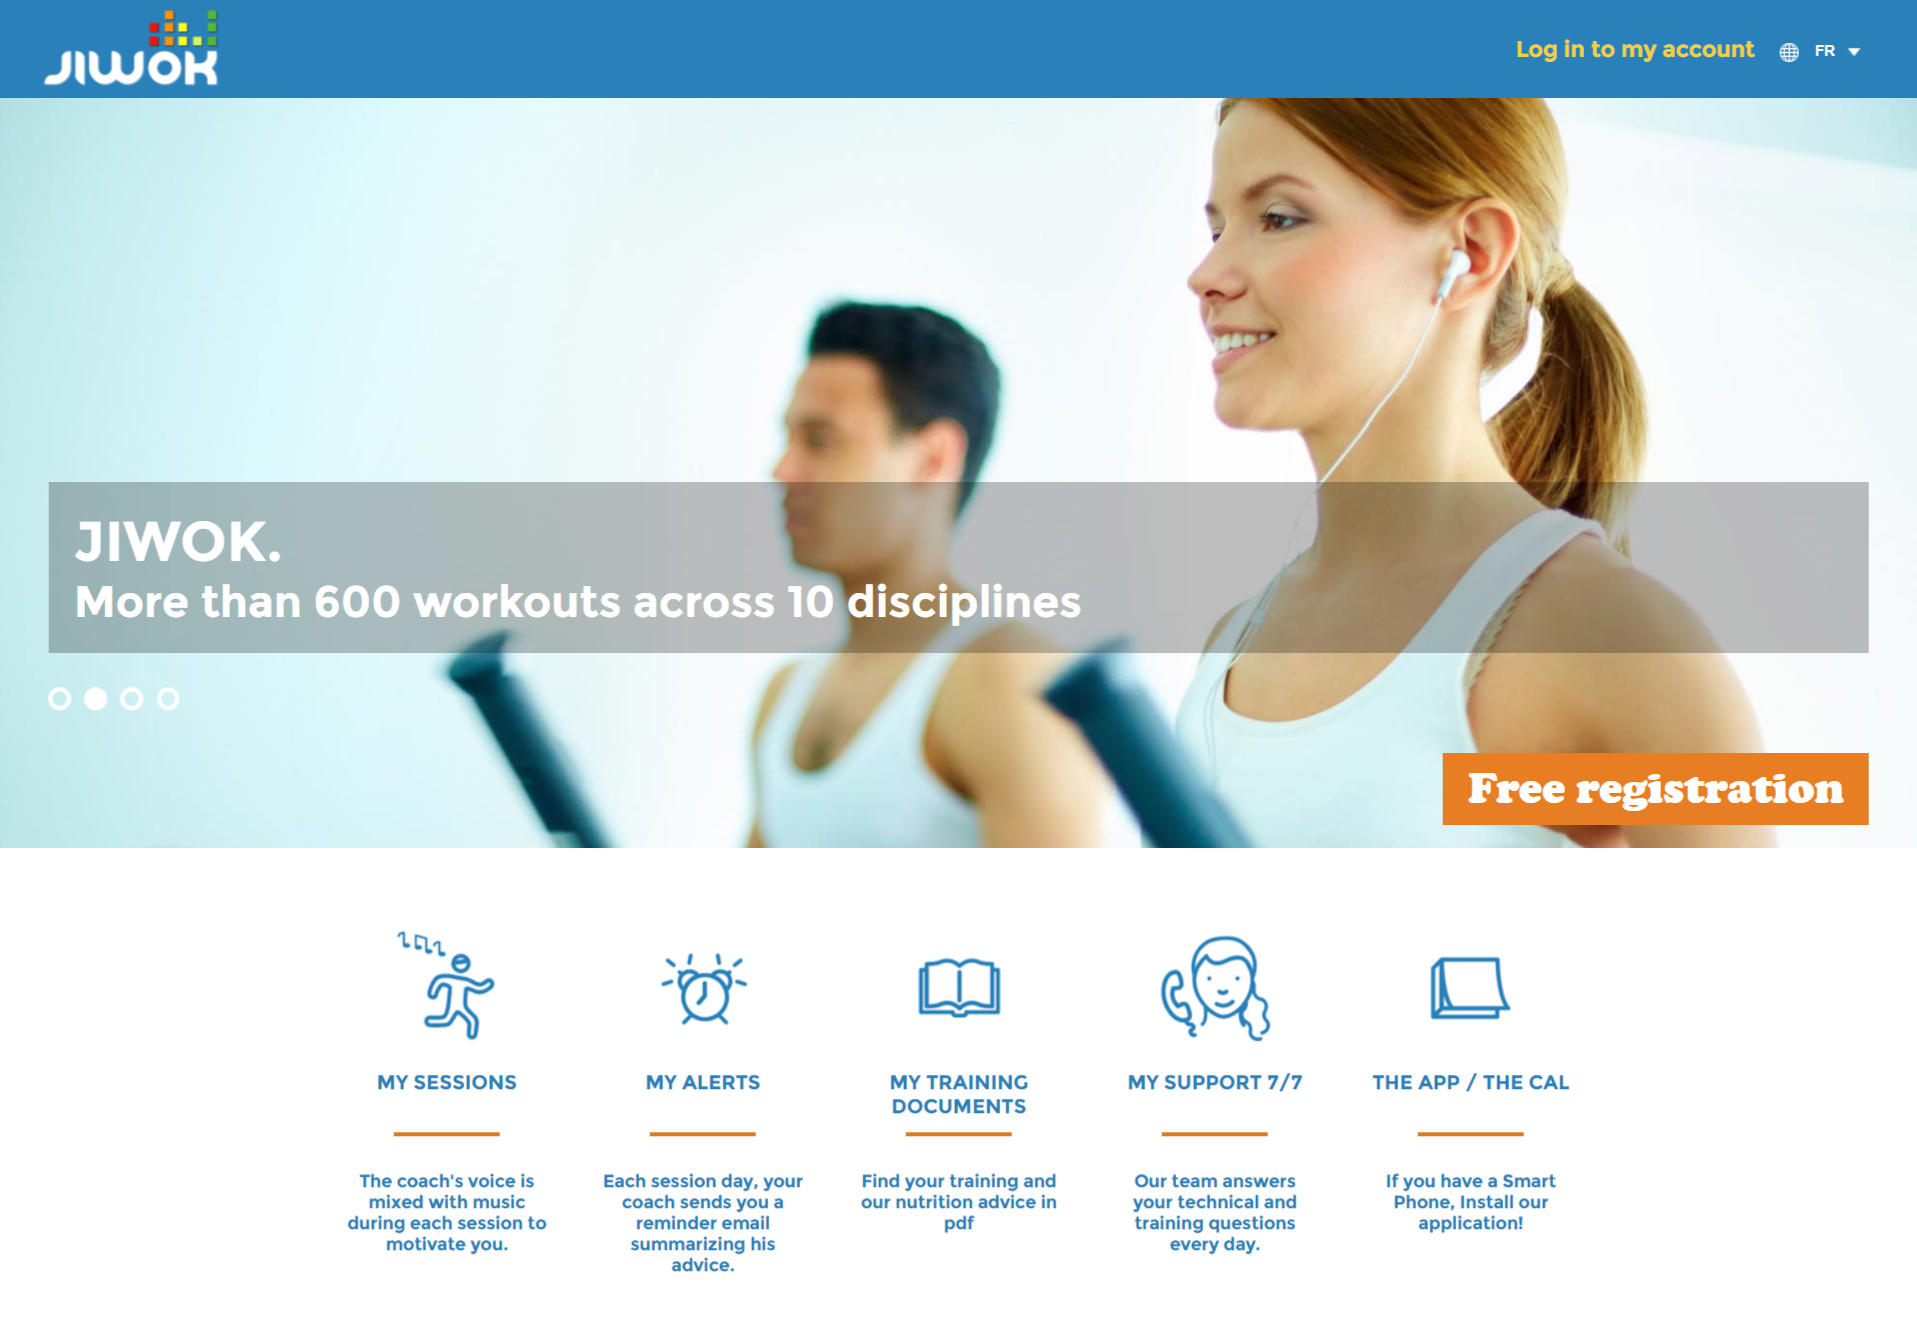 JIWOK
Log in to my account
FR
JIWOK.
More than 600 workouts across 10 disciplines
Free registration
MY SESSIONS
The coach's voice is
mixed with music
during each session to
motivate you.
MY ALERTS
Each session day, your
coach sends you a
reminder email
summarizing his
advice.
MY TRAINING
DOCUMENTS
Find your training and
our nutrition advice in
pdf
MY SUPPORT 7/7
Our team answers
your technical and
training questions
every day.
THE APP / THE CAL
If you have a Smart
Phone, Install our
application!